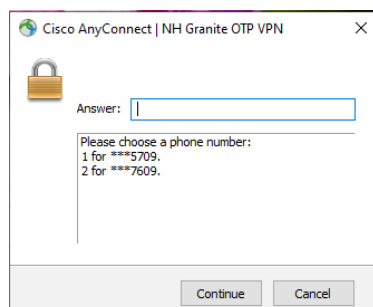 Cisco AnyConnect | NH Granite OTP VPN
Answer:
Please choose a phone number:
1 for ***5709.
2 for ***7609.
Continue Cancel